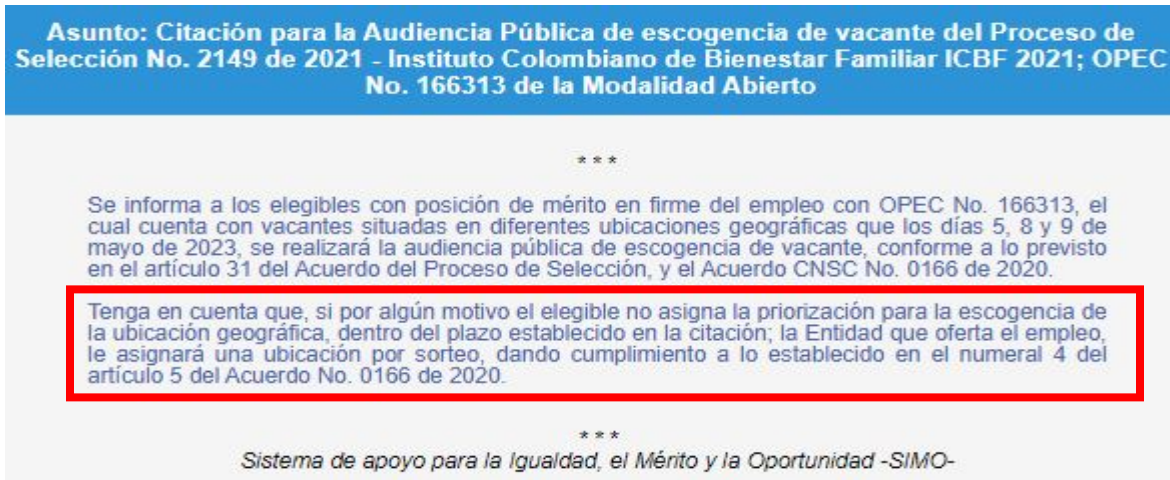 Asunto: Citación para la Audiencia Pública de escogencia de vacante del Proceso de
Selección No. 2149 de 2021 - Instituto Colombiano de Bienestar Familiar ICBF 2021; OPEC
No. 166313 de la Modalidad Abierto
* * *
Se informa a los elegibles con posición de mérito en firme del empleo con OPEC No. 166313, el
cual cuenta con vacantes situadas en diferentes ubicaciones geográficas que los días 5, 8 y 9 de
mayo de 2023, se realizará la audiencia pública de escogencia de vacante, conforme a lo previsto
en el artículo 31 del Acuerdo del Proceso de Selección, y el Acuerdo CNSC No. 0166 de 2020.
Tenga en cuenta que, si por algún motivo el elegible no asigna la priorización para la escogencia de
la ubicación geográfica, dentro del plazo establecido en la citación; la Entidad que oferta el empleo,
le asignará una ubicación por sorteo, dando cumplimiento a lo establecido en el numeral 4 del
artículo 5 del Acuerdo No. 0166 de 2020.
* * *
Sistema de apoyo para la Igualdad, el Mérito y la Oportunidad -SIMO-